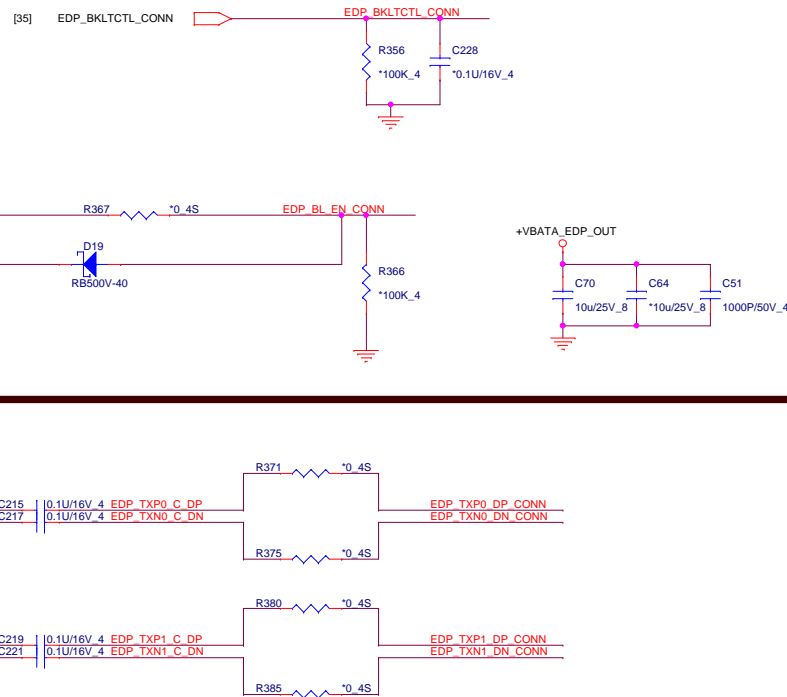 [35] EDP_BKLTCTL_CONN EDP_BKLTCTL_CONN
R356 C228
*100K_4 *0.1U/16V_4
R367 *0_4S EDP_BL_EN_CONN
+VBATA_EDP_OUT
D19
RB500V-40
R366
*100K_4
C70 C64 C51
10u/25V_8 *10u/25V_8 1000P/50V_4
R371 *0_4S
C215 0.1U/16V_4 EDP_TXP0_C_DP EDP_TXP0_DP_CONN
C217 0.1U/16V_4 EDP_TXN0_C_DN EDP_TXN0_DN_CONN
R375 *0_4S
R380 *0_4S
C219 0.1U/16V_4 EDP_TXP1_C_DP EDP_TXP1_DP_CONN
C221 0.1U/16V_4 EDP_TXN1_C_DN EDP_TXN1_DN_CONN
R385 *0_4S